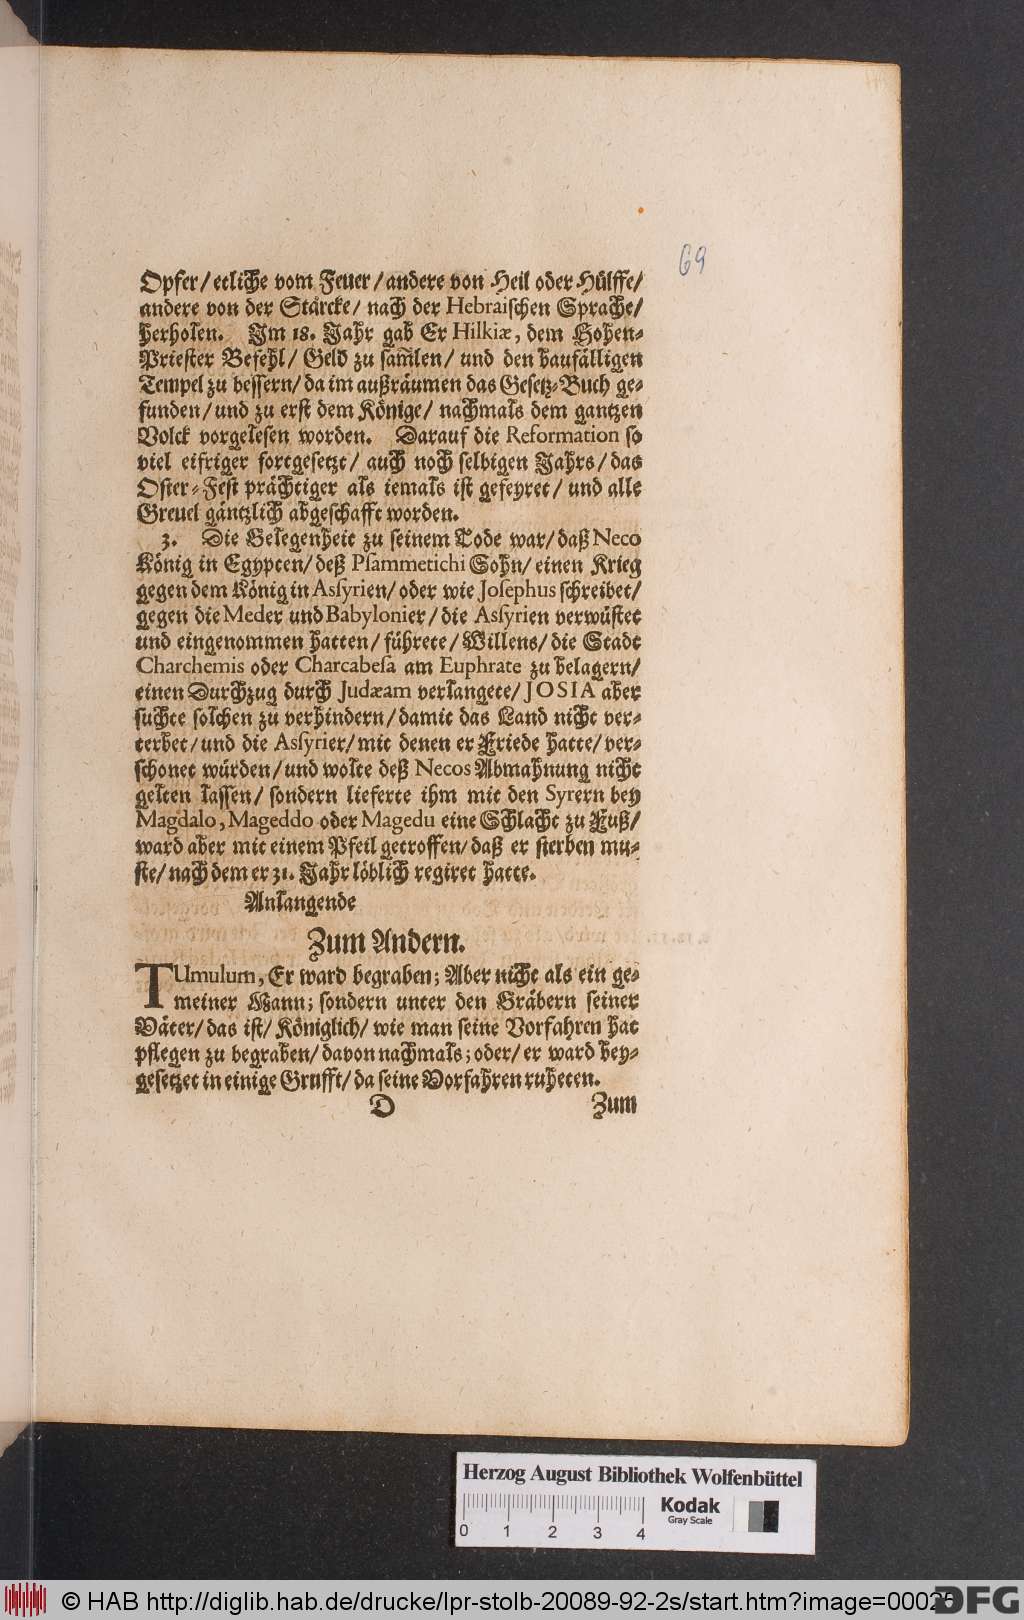 69
Opfer/ etliche vom Feuer/ andere von Heil oder Hülffe/
andere von der Stärcke/ nach der Hebraischen Sprache/
herholen. Im 18. Jahr gab Er Hilkiæ, dem Hohen-
Priester Befehl/ Geld zu sam̃len/ und den baufälligen
Tempel zu bessern/ da im außräumen das Gesetz-Buch ge-
funden/ und zu erst dem Könige/ nachmals dem gantzen
Volck vorgelesen worden. Darauf die Reformation so
viel eifriger fortgesetzt/ auch noch selbigen Jahrs/ das
Oster-Fest prächtiger als iemals ist gefeyret/ und alle
Greuel gäntzlich abgeschafft worden.
3. Die Gelegenheit zu seinem Tode war/ daß Neco
König in Egypten/ deß Psammetichi Sohn/ einen Krieg
gegen dem König in Assyrien/ oder wie Josephus schreibet/
gegen die Meder und Babylonier/ die Assyrien verwüstet
und eingenommen hatten/ führete/ Willens/ die Stadt
Charchemis oder Charcabesa am Euphrate zu belagern/
einen Durchzug durch Judæam verlangete/ JOSIA aber
suchte solchen zu verhindern/ damit das Land nicht ver-
terbet/ und die Assyrier/ mit denen er Friede hatte/ ver-
schonet würden/ und wolte deß Necos Abmahnung nicht
gelten lassen/ sondern lieferte ihm mit den Syrern bey
Magdalo, Mageddo oder Magedu eine Schlacht zu Fuß/
ward aber mit einem Pfeil getroffen/ daß er sterben mu-
ste/ nach dem er 31. Jahr löblich regiret hatte.
Anlangende
Zum Andern.
TUmulum, Er ward begraben; Aber nicht als ein ge-
meiner Mann; sondern unter den Gräbern seiner
Väter/ das ist/ Königlich/ wie man seine Vorfahren hat
pflegen zu begraben/ davon nachmals; oder/ er ward bey-
gesetzet in einige Grufft/ da seine Vorfahren ruheten.
D Zum
Herzog August Bibliothek Wolfenbüttel
Kodak
Gray Scale
0 1 2 3 4
© HAB http://diglib.hab.de/drucke/lpr-stolb-20089-92-2s/start.htm?image=00025
DFG